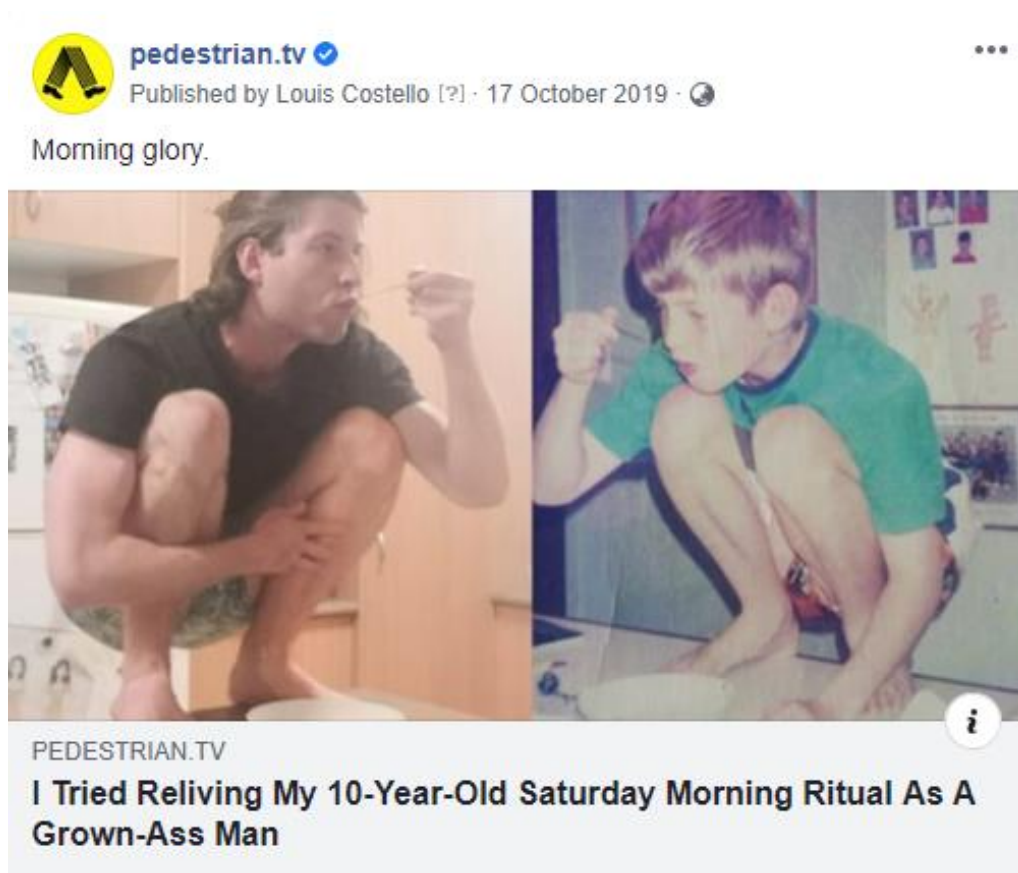 pedestrian.tv
Published by Louis Costello [?] · 17 October 2019 ·
Morning glory.
PEDESTRIAN.TV
I Tried Reliving My 10-Year-Old Saturday Morning Ritual As A
Grown-Ass Man